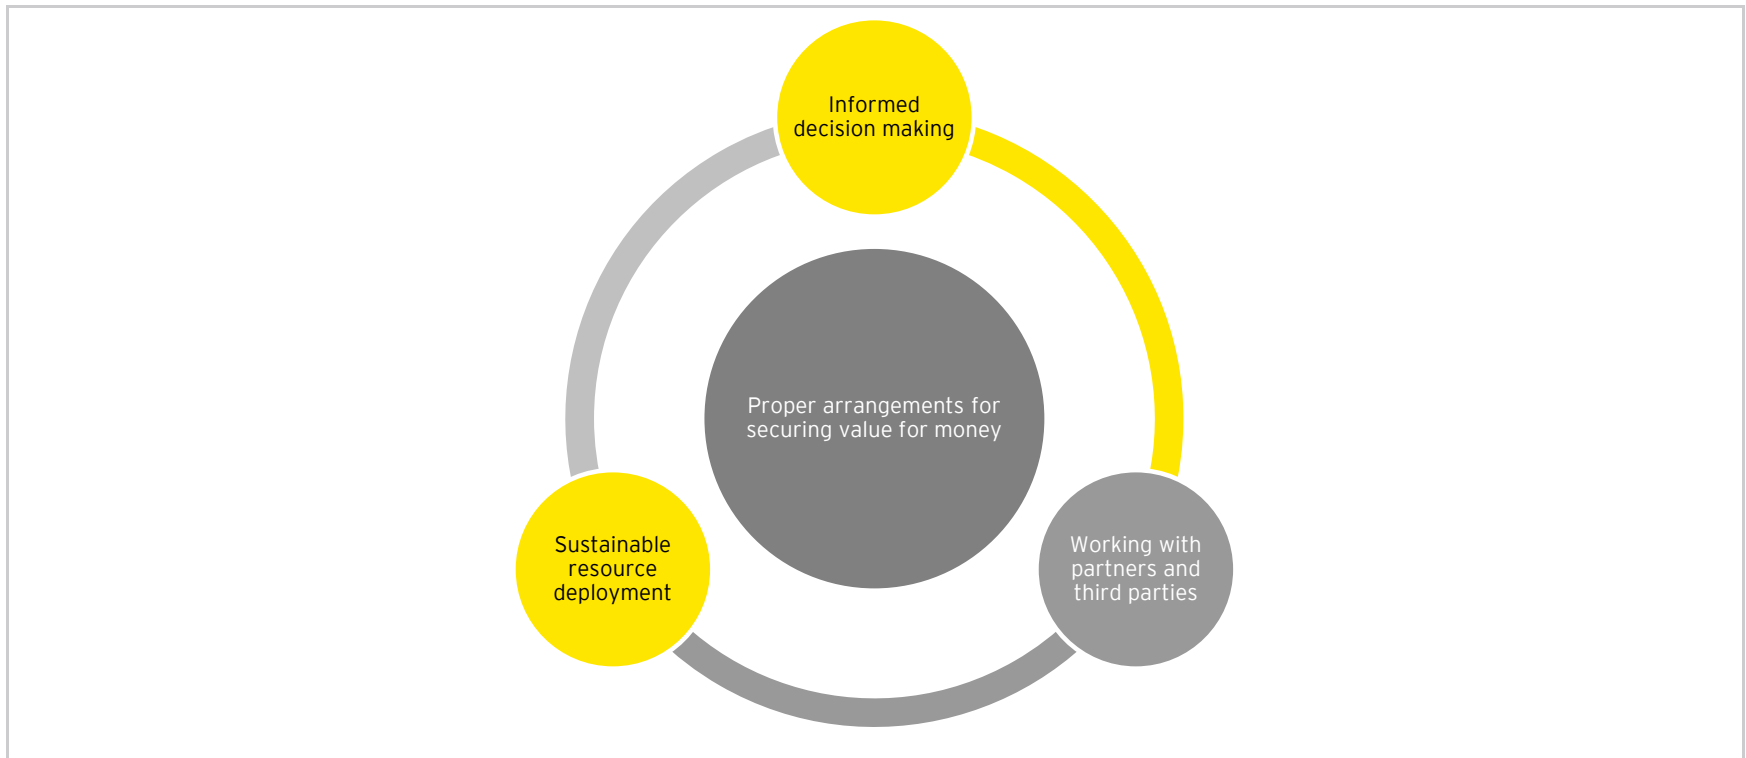 Informed
decision making
Proper arrangements for
securing value for money
Sustainable
resource
deployment
Working with
partners and
third parties